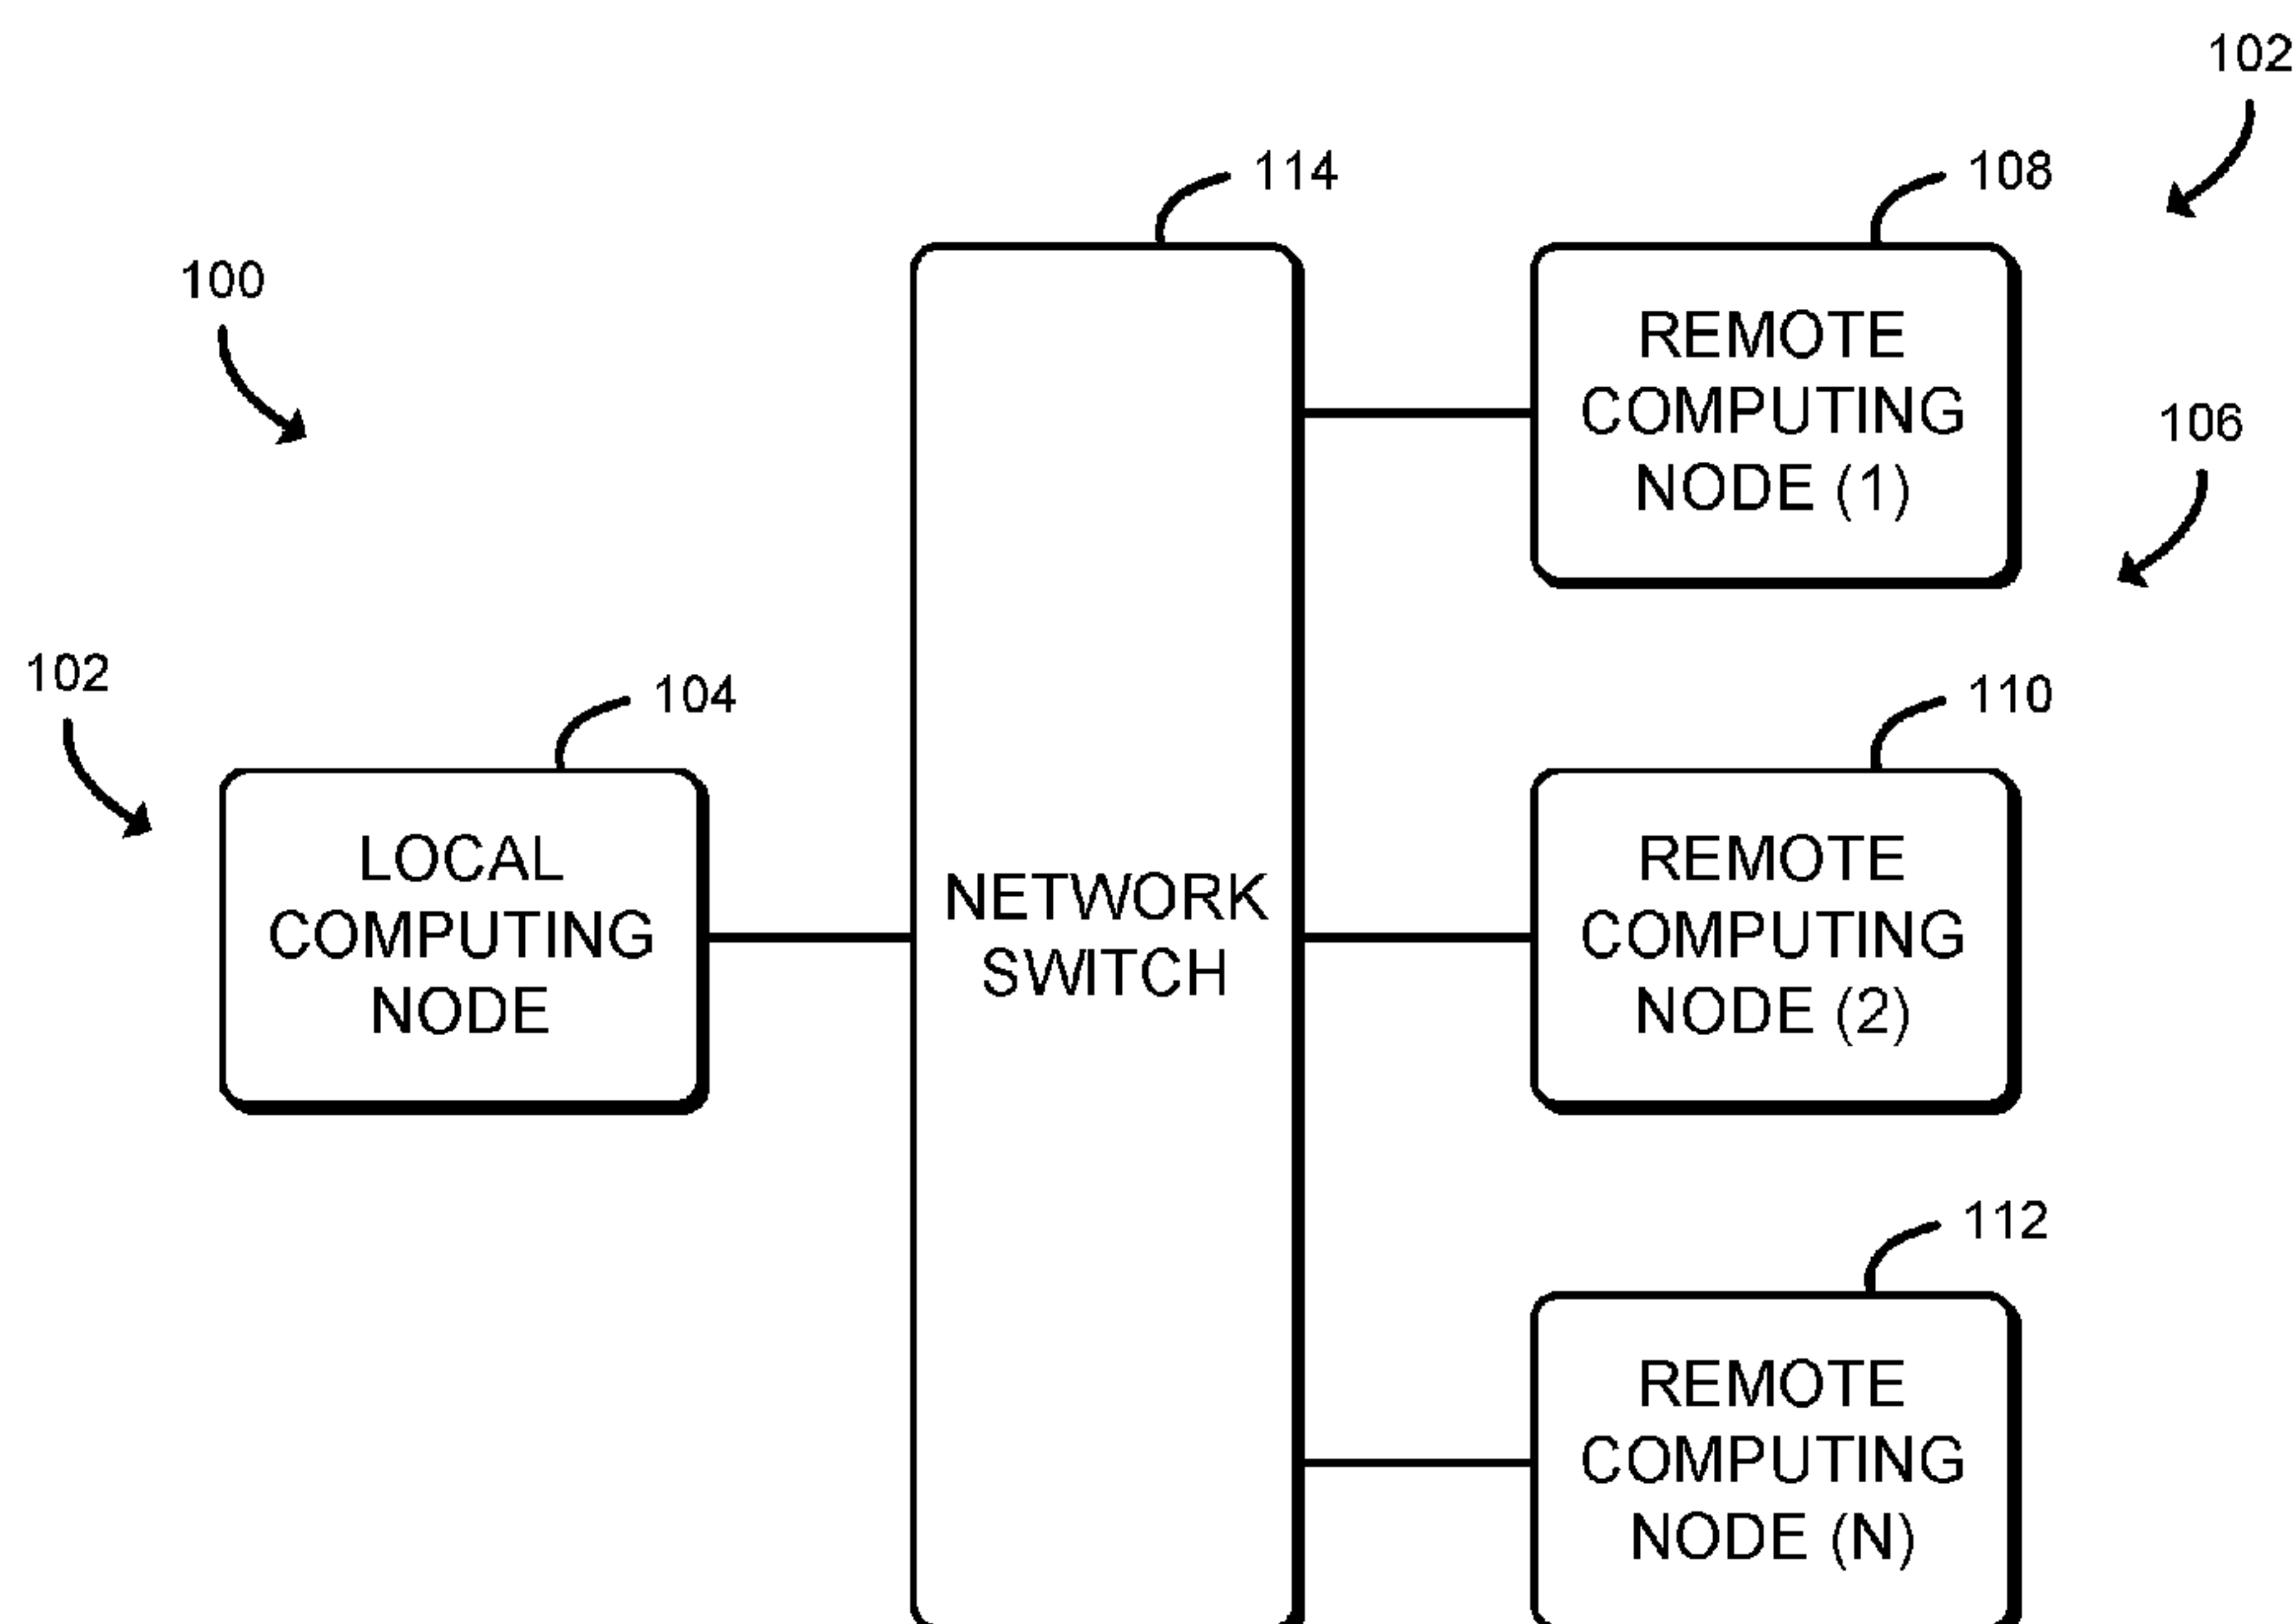 102
114
108
100
REMOTE
COMPUTING
NODE (1)
106
102
104
110
LOCAL
COMPUTING
NODE
NETWORK
SWITCH
REMOTE
COMPUTING
NODE (2)
112
REMOTE
COMPUTING
NODE (N)